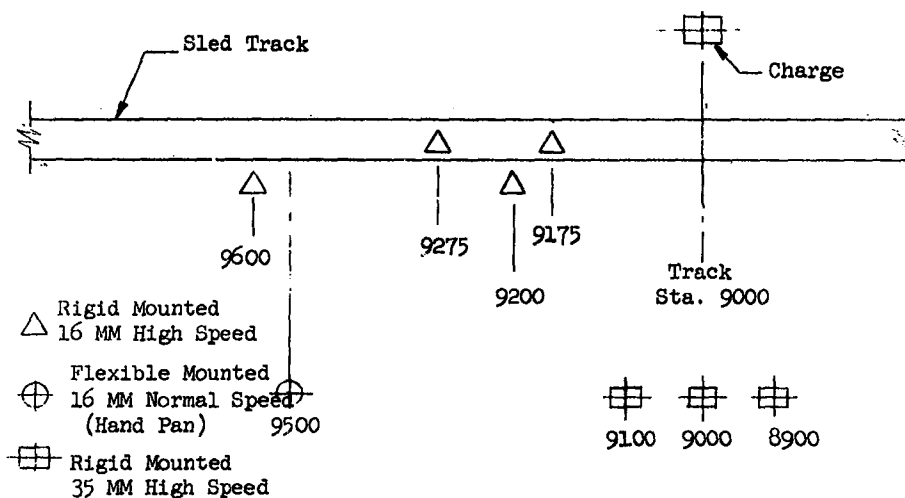 Sled Track
Charge
9600
9275
9175
9200
Track
Sta. 9000
Rigid Mounted
16 MM High Speed
Flexible Mounted
16 MM Normal Speed
(Hand Pan)
9500
9100
9000
8900
Rigid Mounted
35 MM High Speed